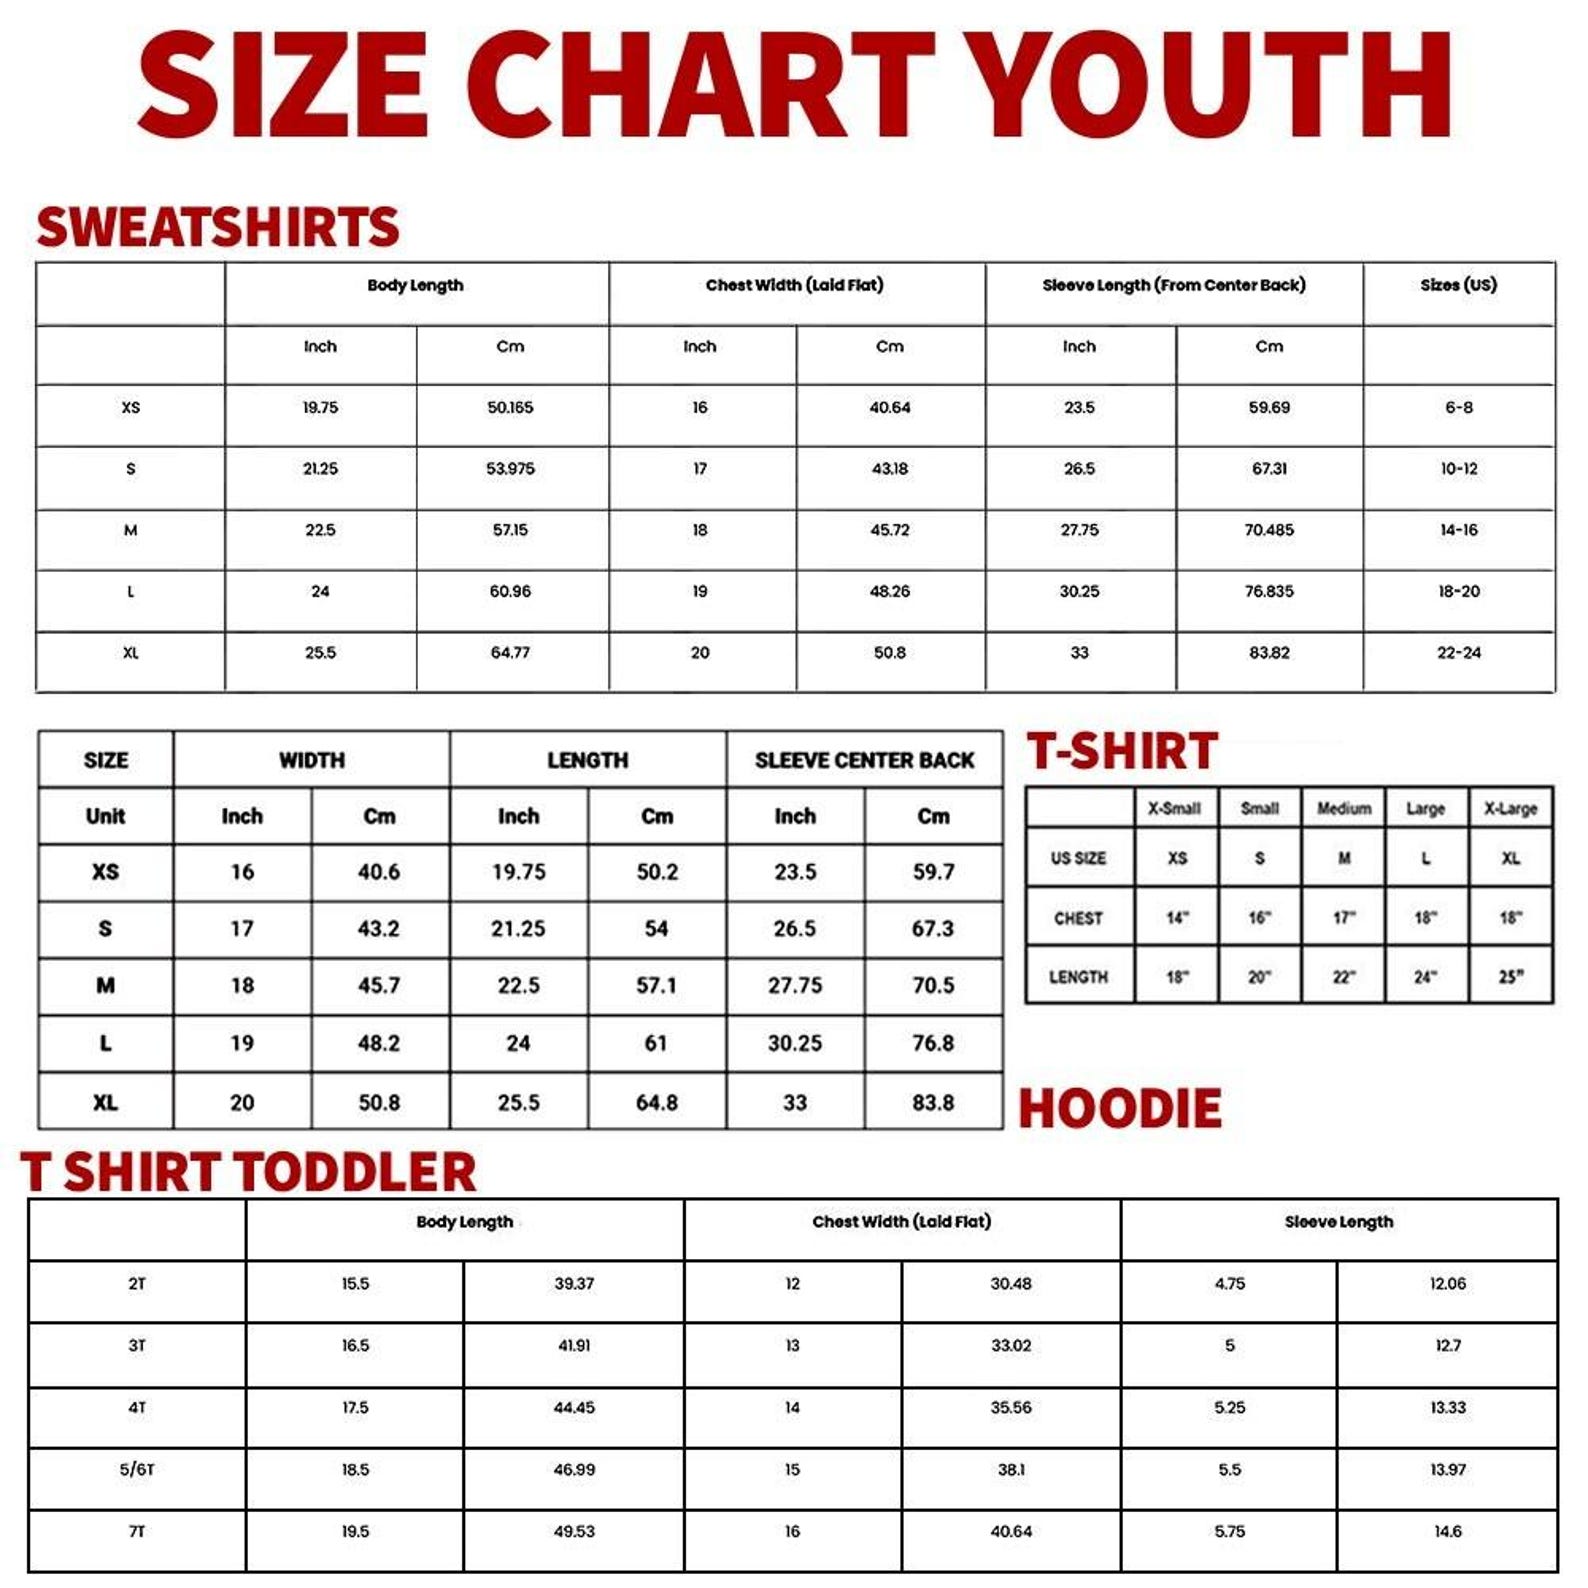 SIZE CHART YOUTH
SWEATSHIRTS
Body Length Chest Width (Laid Flat) Sleeve Length (From Center Back) Sizes (US)
Inch Cm Inch Cm Inch Cm
XS 19.75 50.165 16 40.64 23.5 59.69 6-8
S 21.25 53.975 17 43.18 26.5 67.31 10-12
M 22.5 57.15 18 45.72 27.75 70.485 14-16
L 24 60.96 19 48.26 30.25 76.835 18-20
XL 25.5 64.77 20 50.8 33 83.82 22-24
SIZE WIDTH LENGTH SLEEVE CENTER BACK
Unit Inch Cm Inch Cm Inch Cm
XS 16 40.6 19.75 50.2 23.5 59.7
S 17 43.2 21.25 54 26.5 67.3
M 18 45.7 22.5 57.1 27.75 70.5
L 19 48.2 24 61 30.25 76.8
XL 20 50.8 25.5 64.8 33 83.8
T-SHIRT
X-Small Small Medium Large X-Large
US SIZE XS S M L XL
CHEST 14" 16" 17" 18" 18"
LENGTH 18" 20" 22" 24" 25”
HOODIE
T SHIRT TODDLER
Body Length Chest Width (Laid Flat) Sleeve Length
2T 15.5 39.37 12 30.48 4.75 12.06
3T 16.5 41.91 13 33.02 5 12.7
4T 17.5 44.45 14 35.56 5.25 13.33
5/6T 18.5 46.99 15 38.1 5.5 13.97
7T 19.5 49.53 16 40.64 5.75 14.6